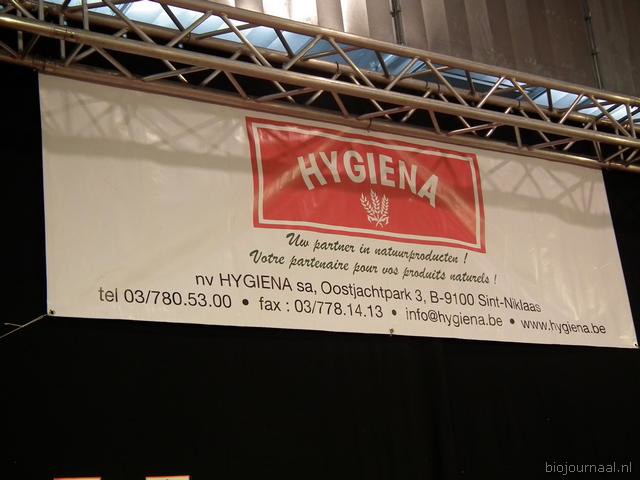 HYGIENA
Uw partner in natuurproducten !
Votre partenaire pour vos produits naturels !
nv HYGIENA sa, Oostjachtpark 3, B-9100 Sint-Niklaas
tel 03/780.53.00 • fax : 03/778.14.13 • info@hygiena.be • www.hygiena.be
biojournaal.nl